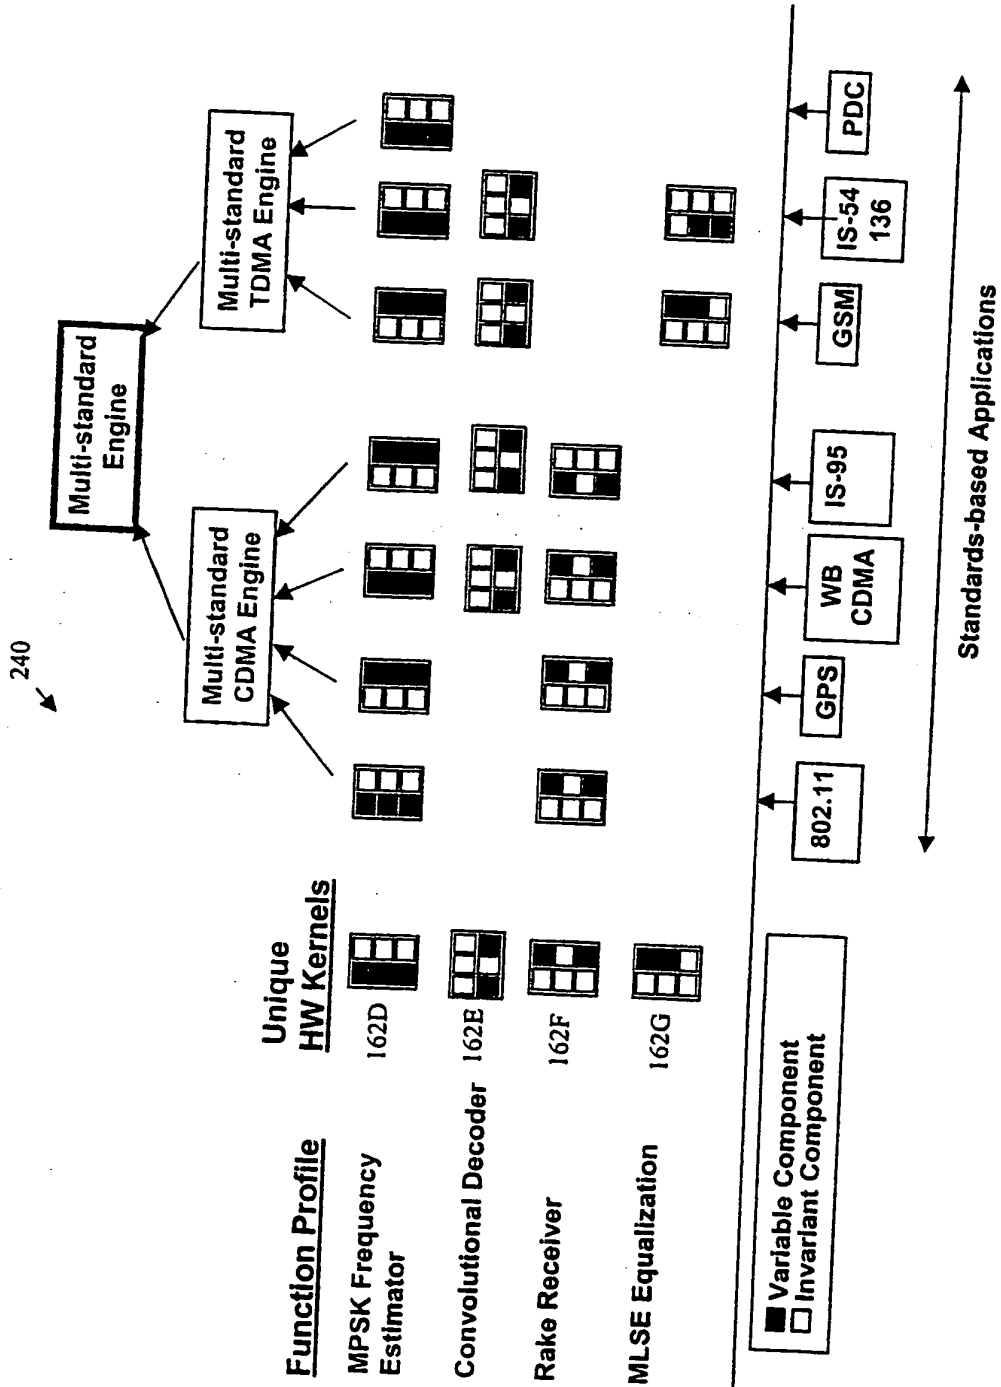 240
Multi-standard
Engine
Multi-standard
CDMA Engine
Multi-standard
TDMA Engine
Function Profile
Unique
HW Kernels
MPSK Frequency
Estimator
162D
Convolutional Decoder
162E
Rake Receiver
162F
MLSE Equalization
162G
Variable Component
Invariant Component
802.11
GPS
WB
CDMA
IS-95
GSM
IS-54
136
PDC
Standards-based Applications